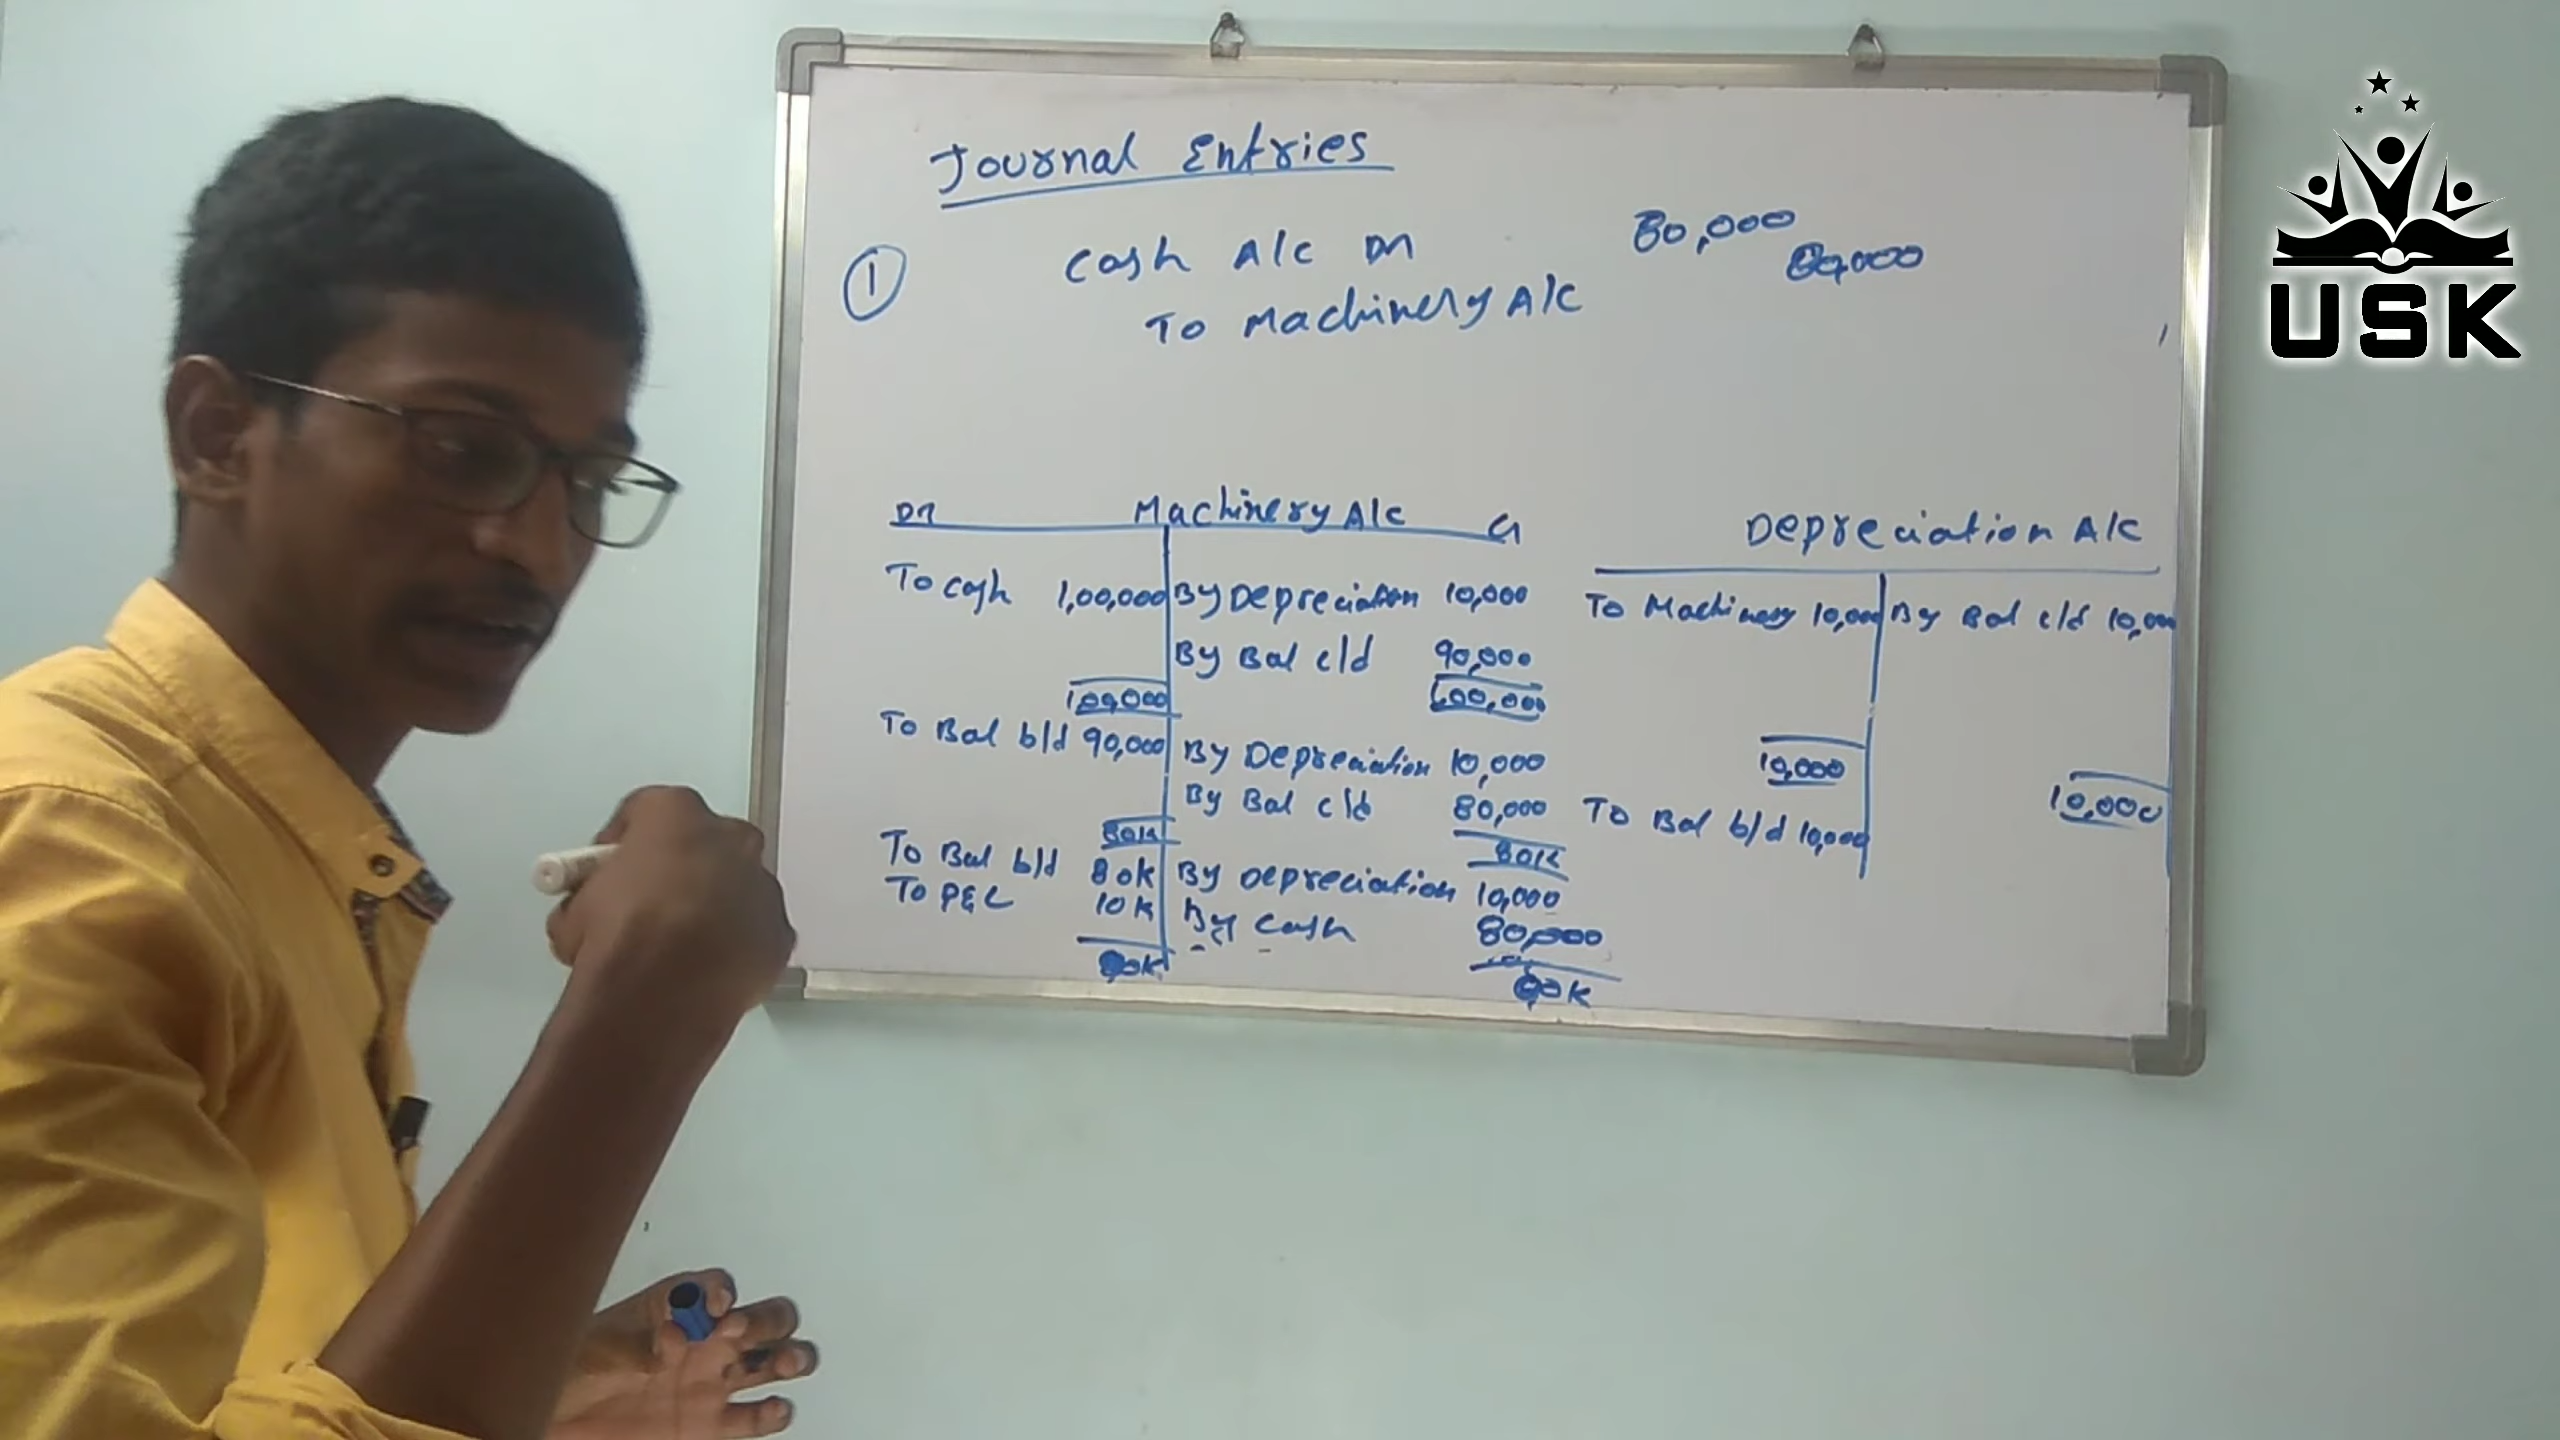 Journal Entries
① Cash A/c Dr 80,000
To Machinery A/c 80,000
Dr Machinery A/c Cr
To Cash 1,00,000 By Depreciation 10,000
By Bal c/d 90,000
1,00,000 1,00,000
To Bal b/d 90,000 By Depreciation 10,000
By Bal c/d 80,000
80K 80K
To Bal b/d 80K By Depreciation 10,000
To P&L 10K By Cash 80,000
90K 90K
Depreciation A/c
To Machinery 10,000 By Bal c/d 10,000
10,000 10,000
To Bal b/d 10,000
USK